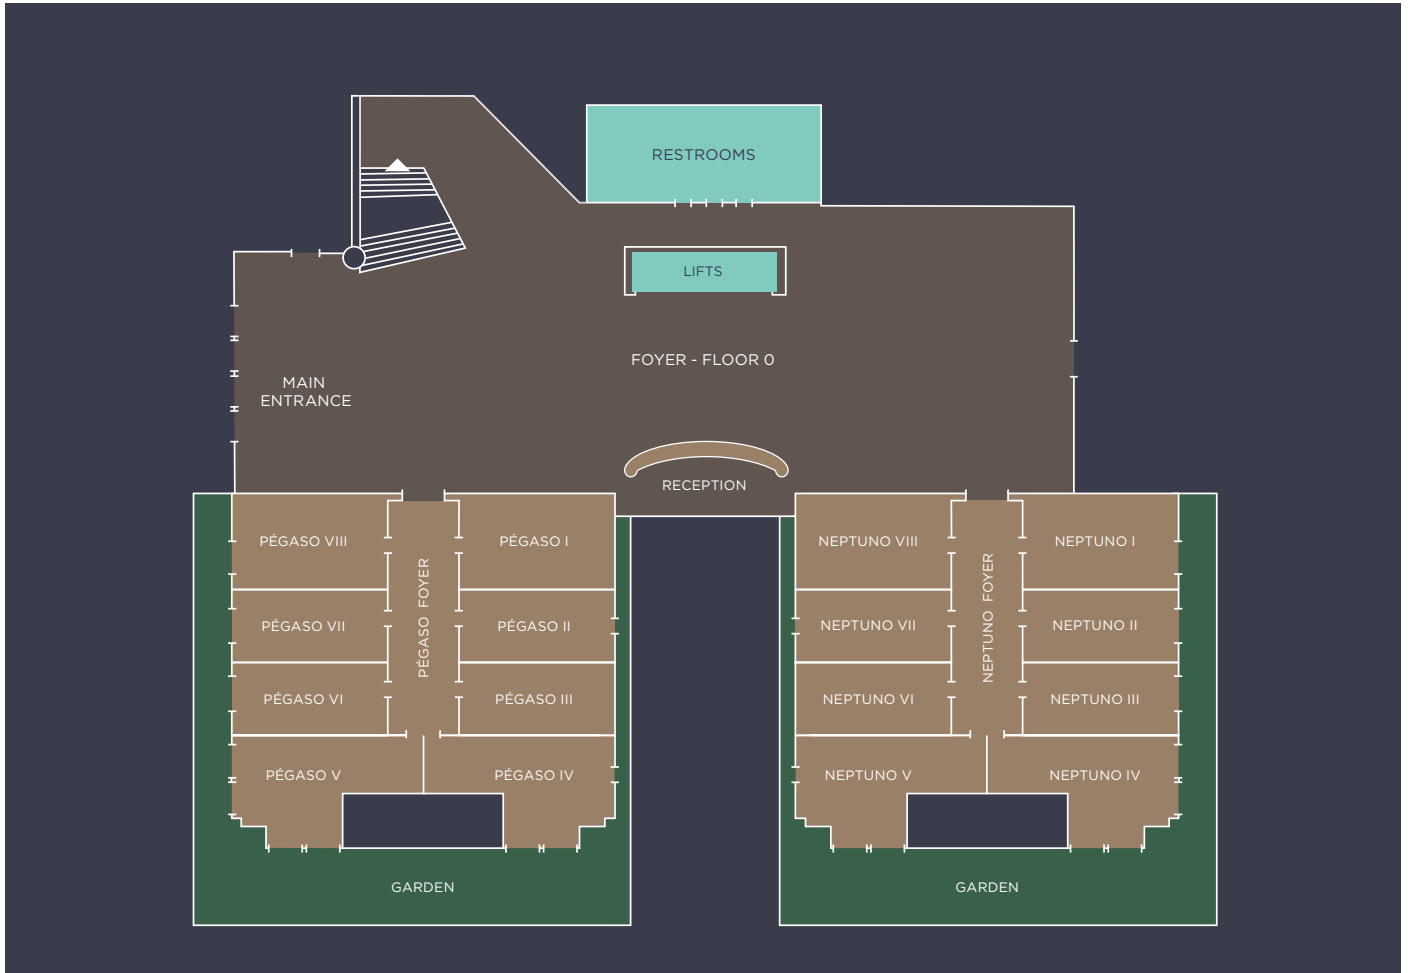 RESTROOMS
LIFTS
FOYER - FLOOR 0
MAIN
ENTRANCE
RECEPTION
PÉGASO VIII
PÉGASO I
NEPTUNO VIII
NEPTUNO I
PÉGASO FOYER
NEPTUNO FOYER
PÉGASO VII
PÉGASO II
NEPTUNO VII
NEPTUNO II
PÉGASO VI
PÉGASO III
NEPTUNO VI
NEPTUNO III
PÉGASO V
PÉGASO IV
NEPTUNO V
NEPTUNO IV
GARDEN
GARDEN